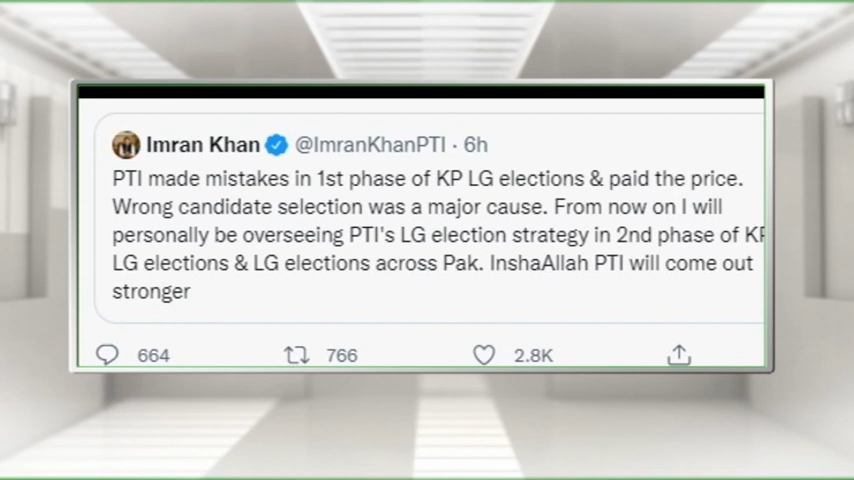 Imran Khan @ImranKhanPTI · 6h
PTI made mistakes in 1st phase of KP LG elections & paid the price.
Wrong candidate selection was a major cause. From now on I will
personally be overseeing PTI's LG election strategy in 2nd phase of KP
LG elections & LG elections across Pak. InshaAllah PTI will come out
stronger
664 766 2.8K